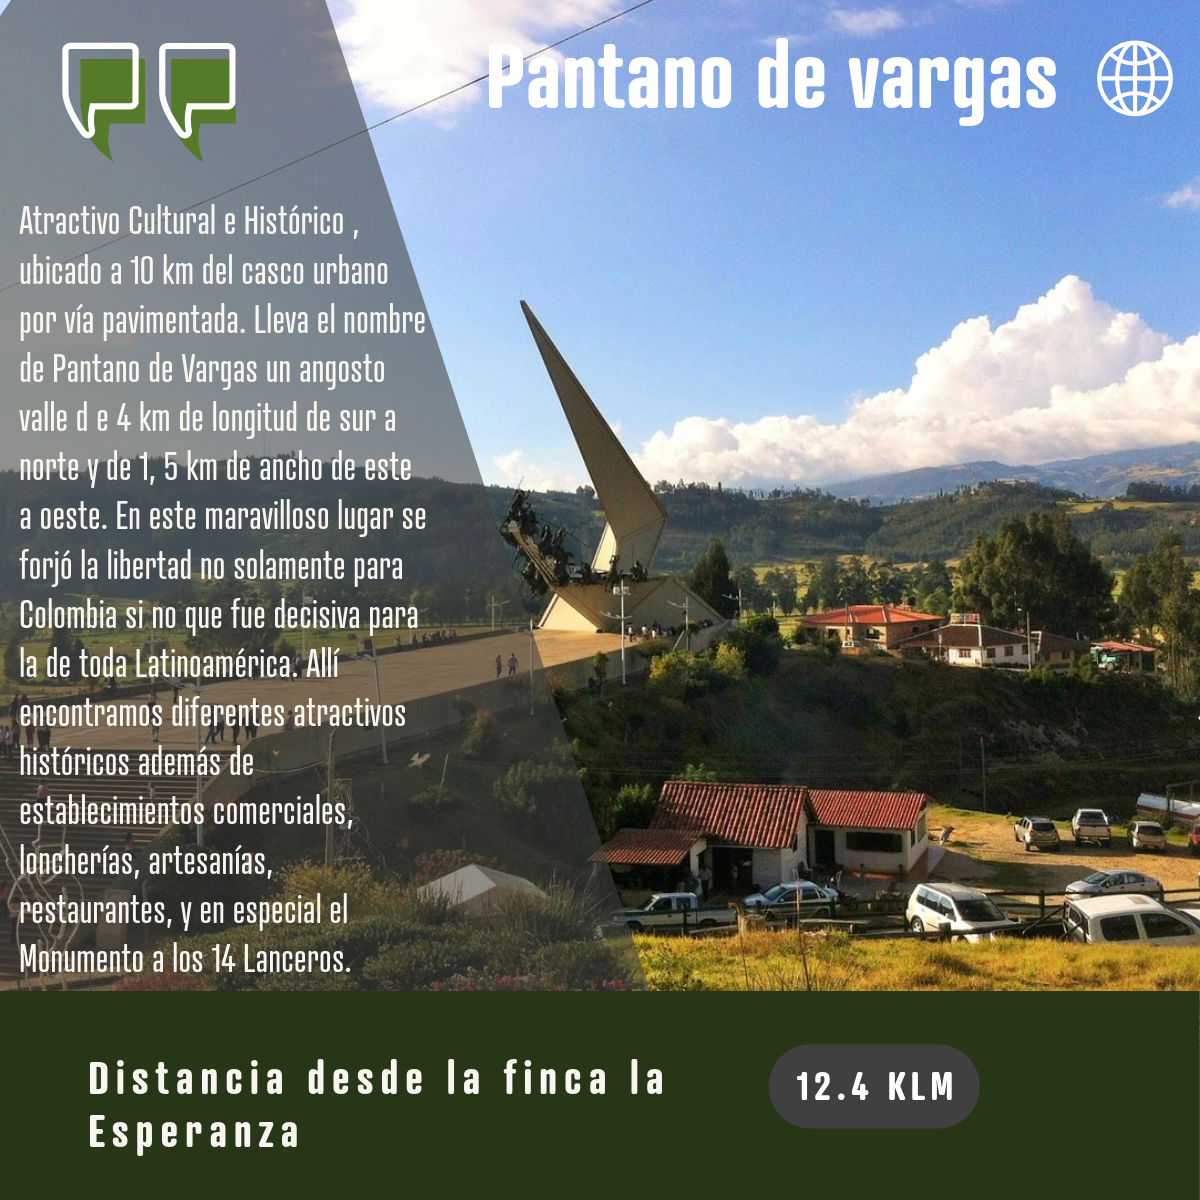 Pantano de vargas
Atractivo Cultural e Histórico ,
ubicado a 10 km del casco urbano
por vía pavimentada. Lleva el nombre
de Pantano de Vargas un angosto
valle d e 4 km de longitud de sur a
norte y de 1, 5 km de ancho de este
a oeste. En este maravilloso lugar se
forjó la libertad no solamente para
Colombia si no que fue decisiva para
la de toda Latinoamérica. Allí
encontramos diferentes atractivos
históricos además de
establecimientos comerciales,
loncherías, artesanías,
restaurantes, y en especial el
Monumento a los 14 Lanceros.
Distancia desde la finca la
Esperanza
12.4 KLM